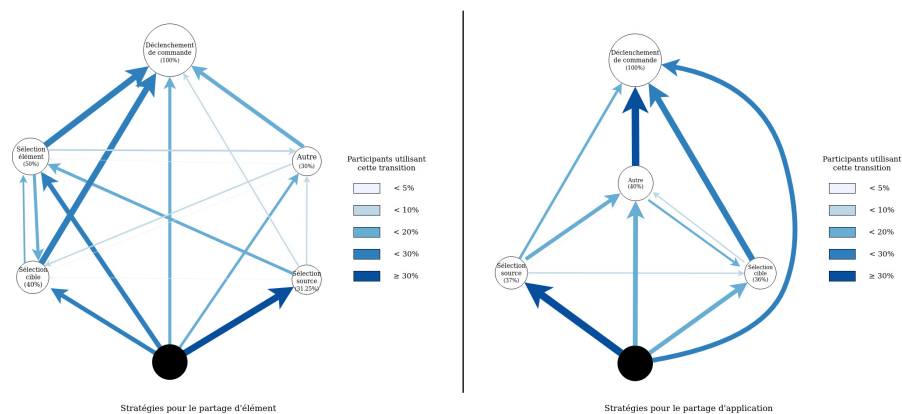 Déclenchement
de commande
(100%)
Sélection
élément
(50%)
Autre
(30%)
Sélection
cible
(40%)
Sélection
source
(31.25%)
Participants utilisant
cette transition
< 5%
< 10%
< 20%
< 30%
≥ 30%
Stratégies pour le partage d'élément
Déclenchement
de commande
(100%)
Autre
(40%)
Sélection
source
(37%)
Sélection
cible
(36%)
Participants utilisant
cette transition
< 5%
< 10%
< 20%
< 30%
≥ 30%
Stratégies pour le partage d'application